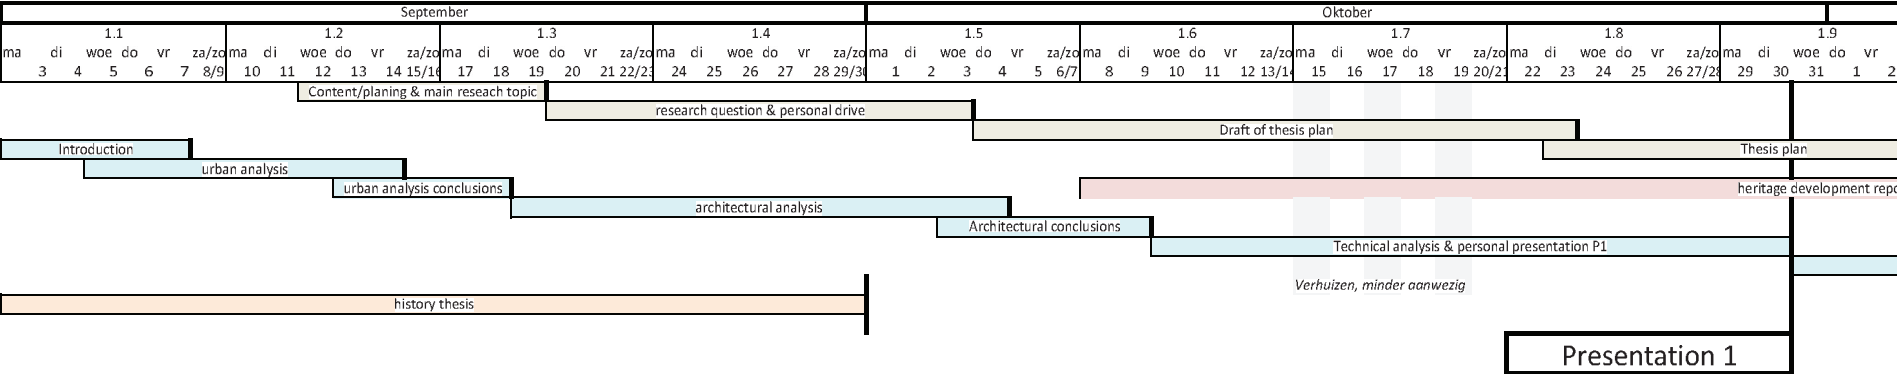 September Oktober
1.1 1.2 1.3 1.4 1.5 1.6 1.7 1.8 1.9
ma di woe do vr za/zo ma di woe do vr za/zo ma di woe do vr za/zo ma di woe do vr za/zo ma di woe do vr za/zo ma di woe do vr za/zo ma di woe do vr za/zo ma di woe do vr za/zo ma di woe do vr
3 4 5 6 7 8/9 10 11 12 13 14 15/16 17 18 19 20 21 22/23 24 25 26 27 28 29/30 1 2 3 4 5 6/7 8 9 10 11 12 13/14 15 16 17 18 19 20/21 22 23 24 25 26 27/28 29 30 31 1 2
Content/planing & main reseach topic
research question & personal drive
Draft of thesis plan
Introduction Thesis plan
urban analysis
urban analysis conclusions heritage development repo
architectural analysis
Architectural conclusions
Technical analysis & personal presentation P1
Verhuizen, minder aanwezig
history thesis
Presentation 1